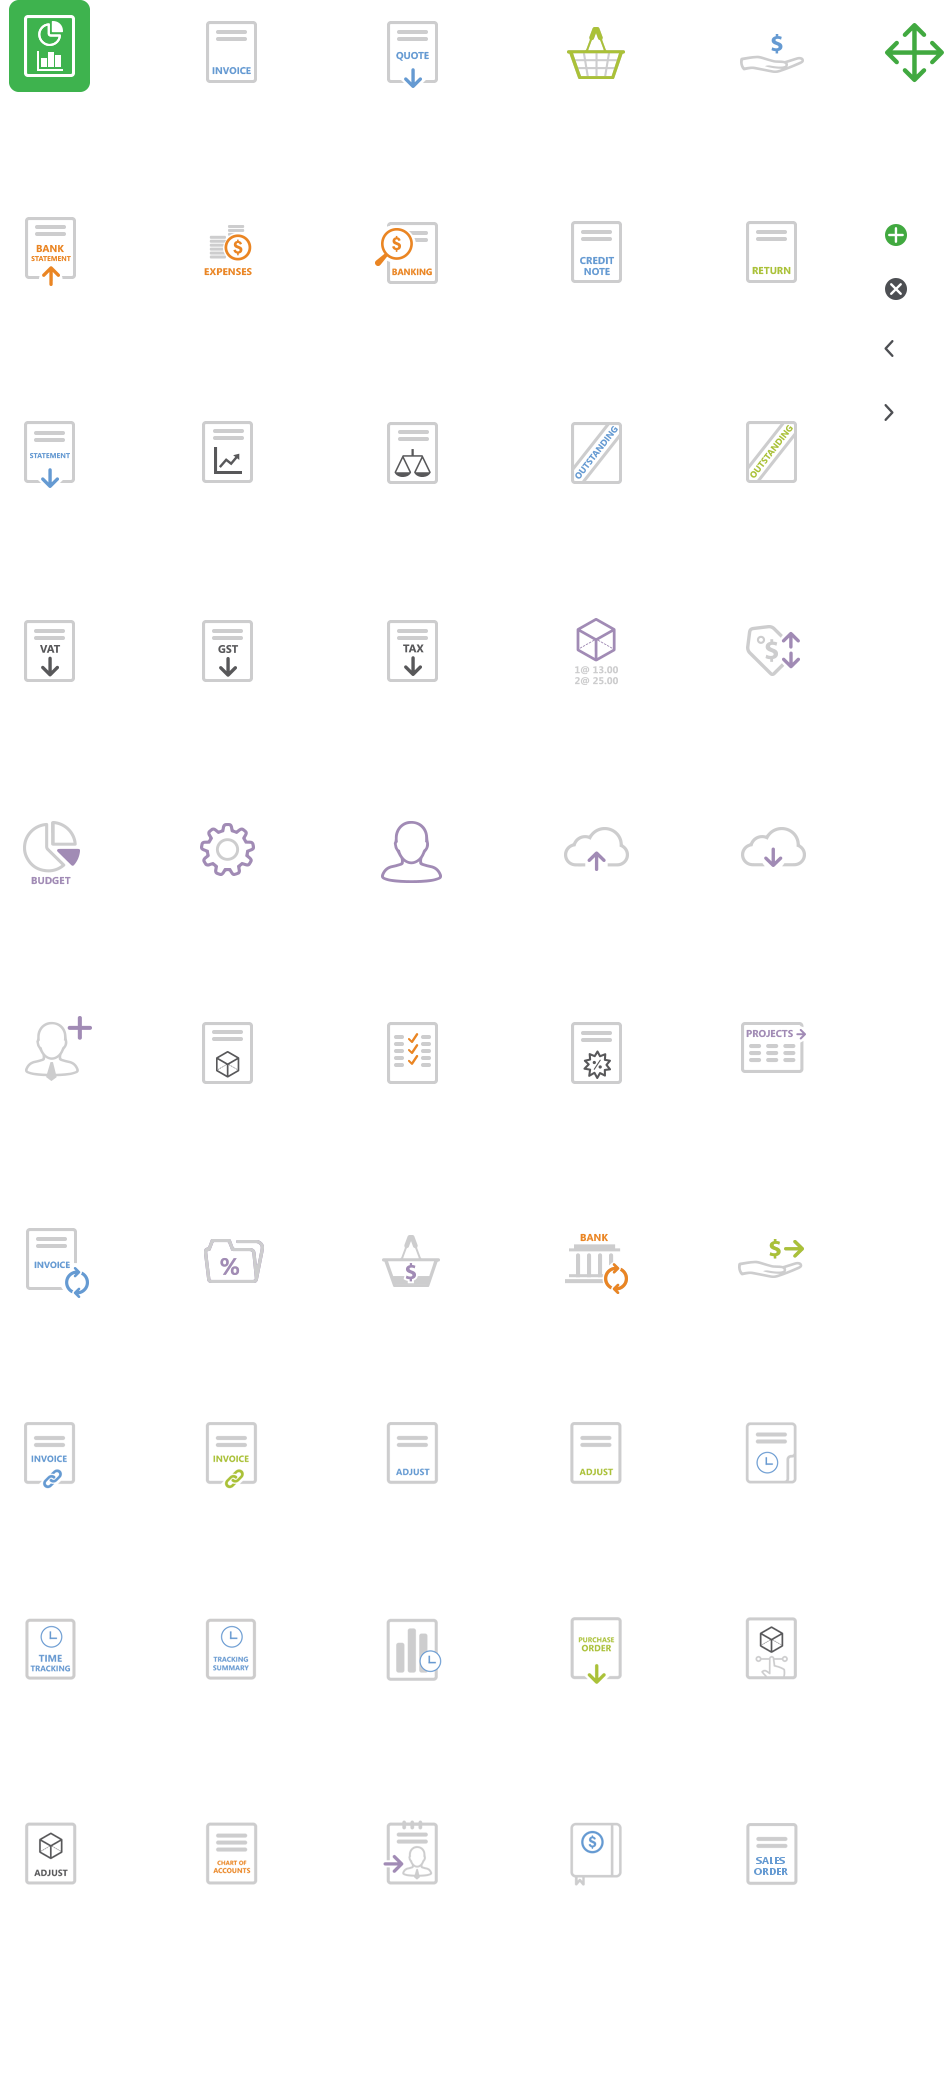 INVOICE
QUOTE
$
BANK
STATEMENT
$
EXPENSES
$
BANKING
CREDIT
NOTE
RETURN
STATEMENT
OUTSTANDING
OUTSTANDING
VAT
GST
TAX
1@ 13.00
2@ 25.00
$
BUDGET
%
PROJECTS
INVOICE
%
$
BANK
$
INVOICE
INVOICE
ADJUST
ADJUST
TIME
TRACKING
TRACKING
SUMMARY
PURCHASE
ORDER
ADJUST
CHART OF
ACCOUNTS
$
SALES
ORDER